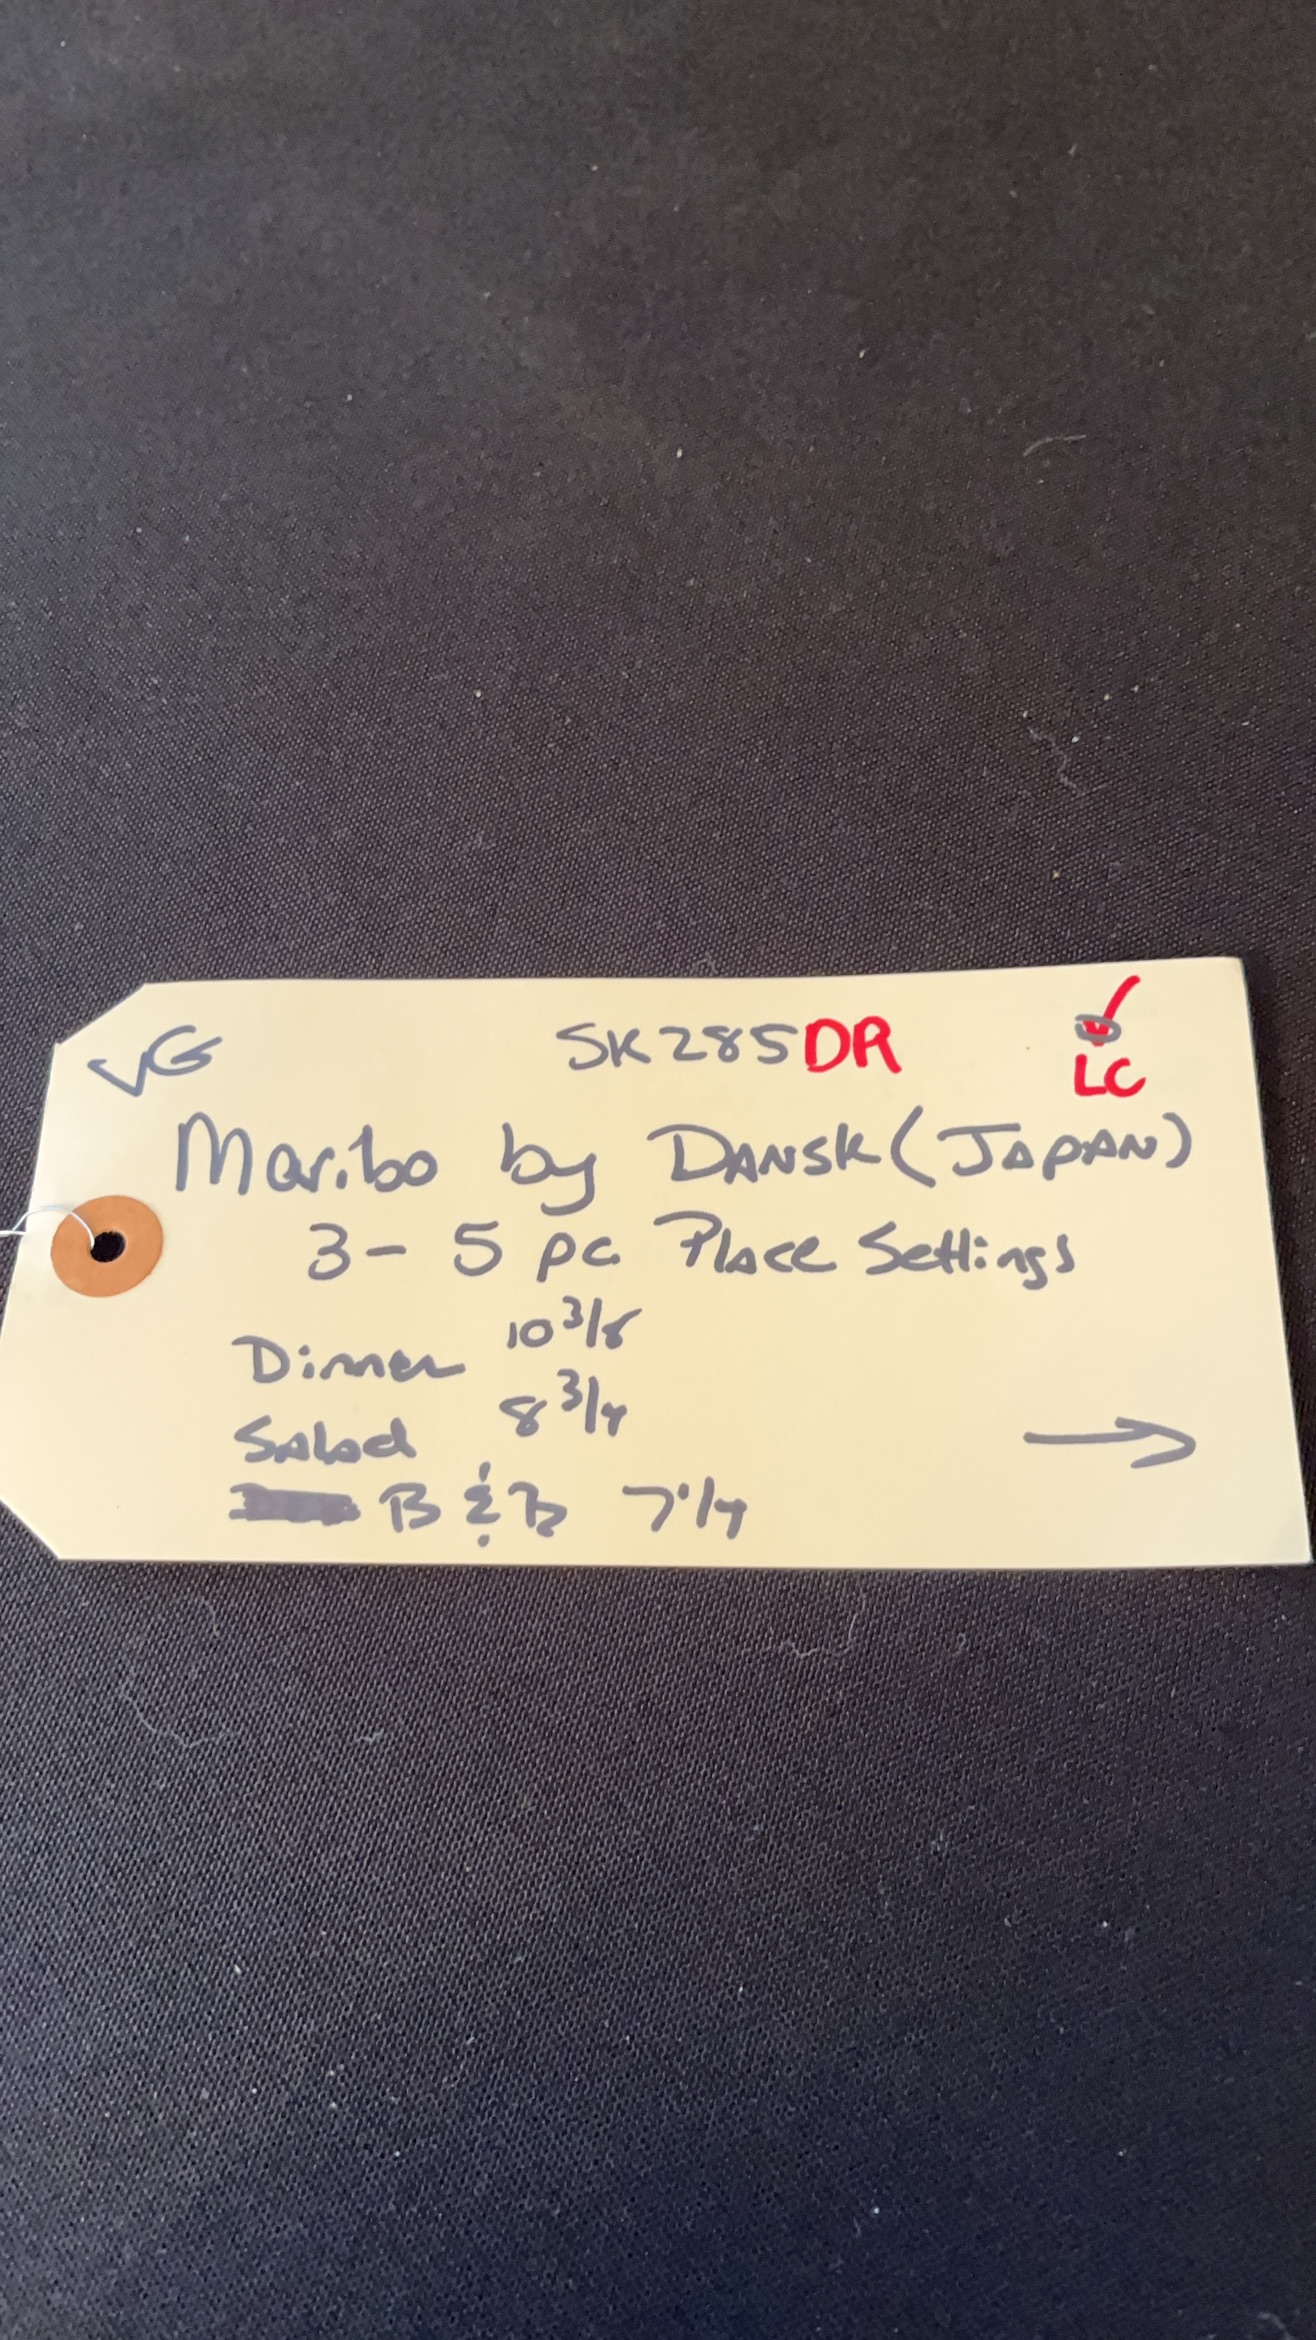 VG SK285DR ✓
LC
Maribo by DANSK (JAPAN)
3 - 5 pc Place Settings
Dinner 10 3/8
Salad 8 3/4
B & B 7 1/4
→